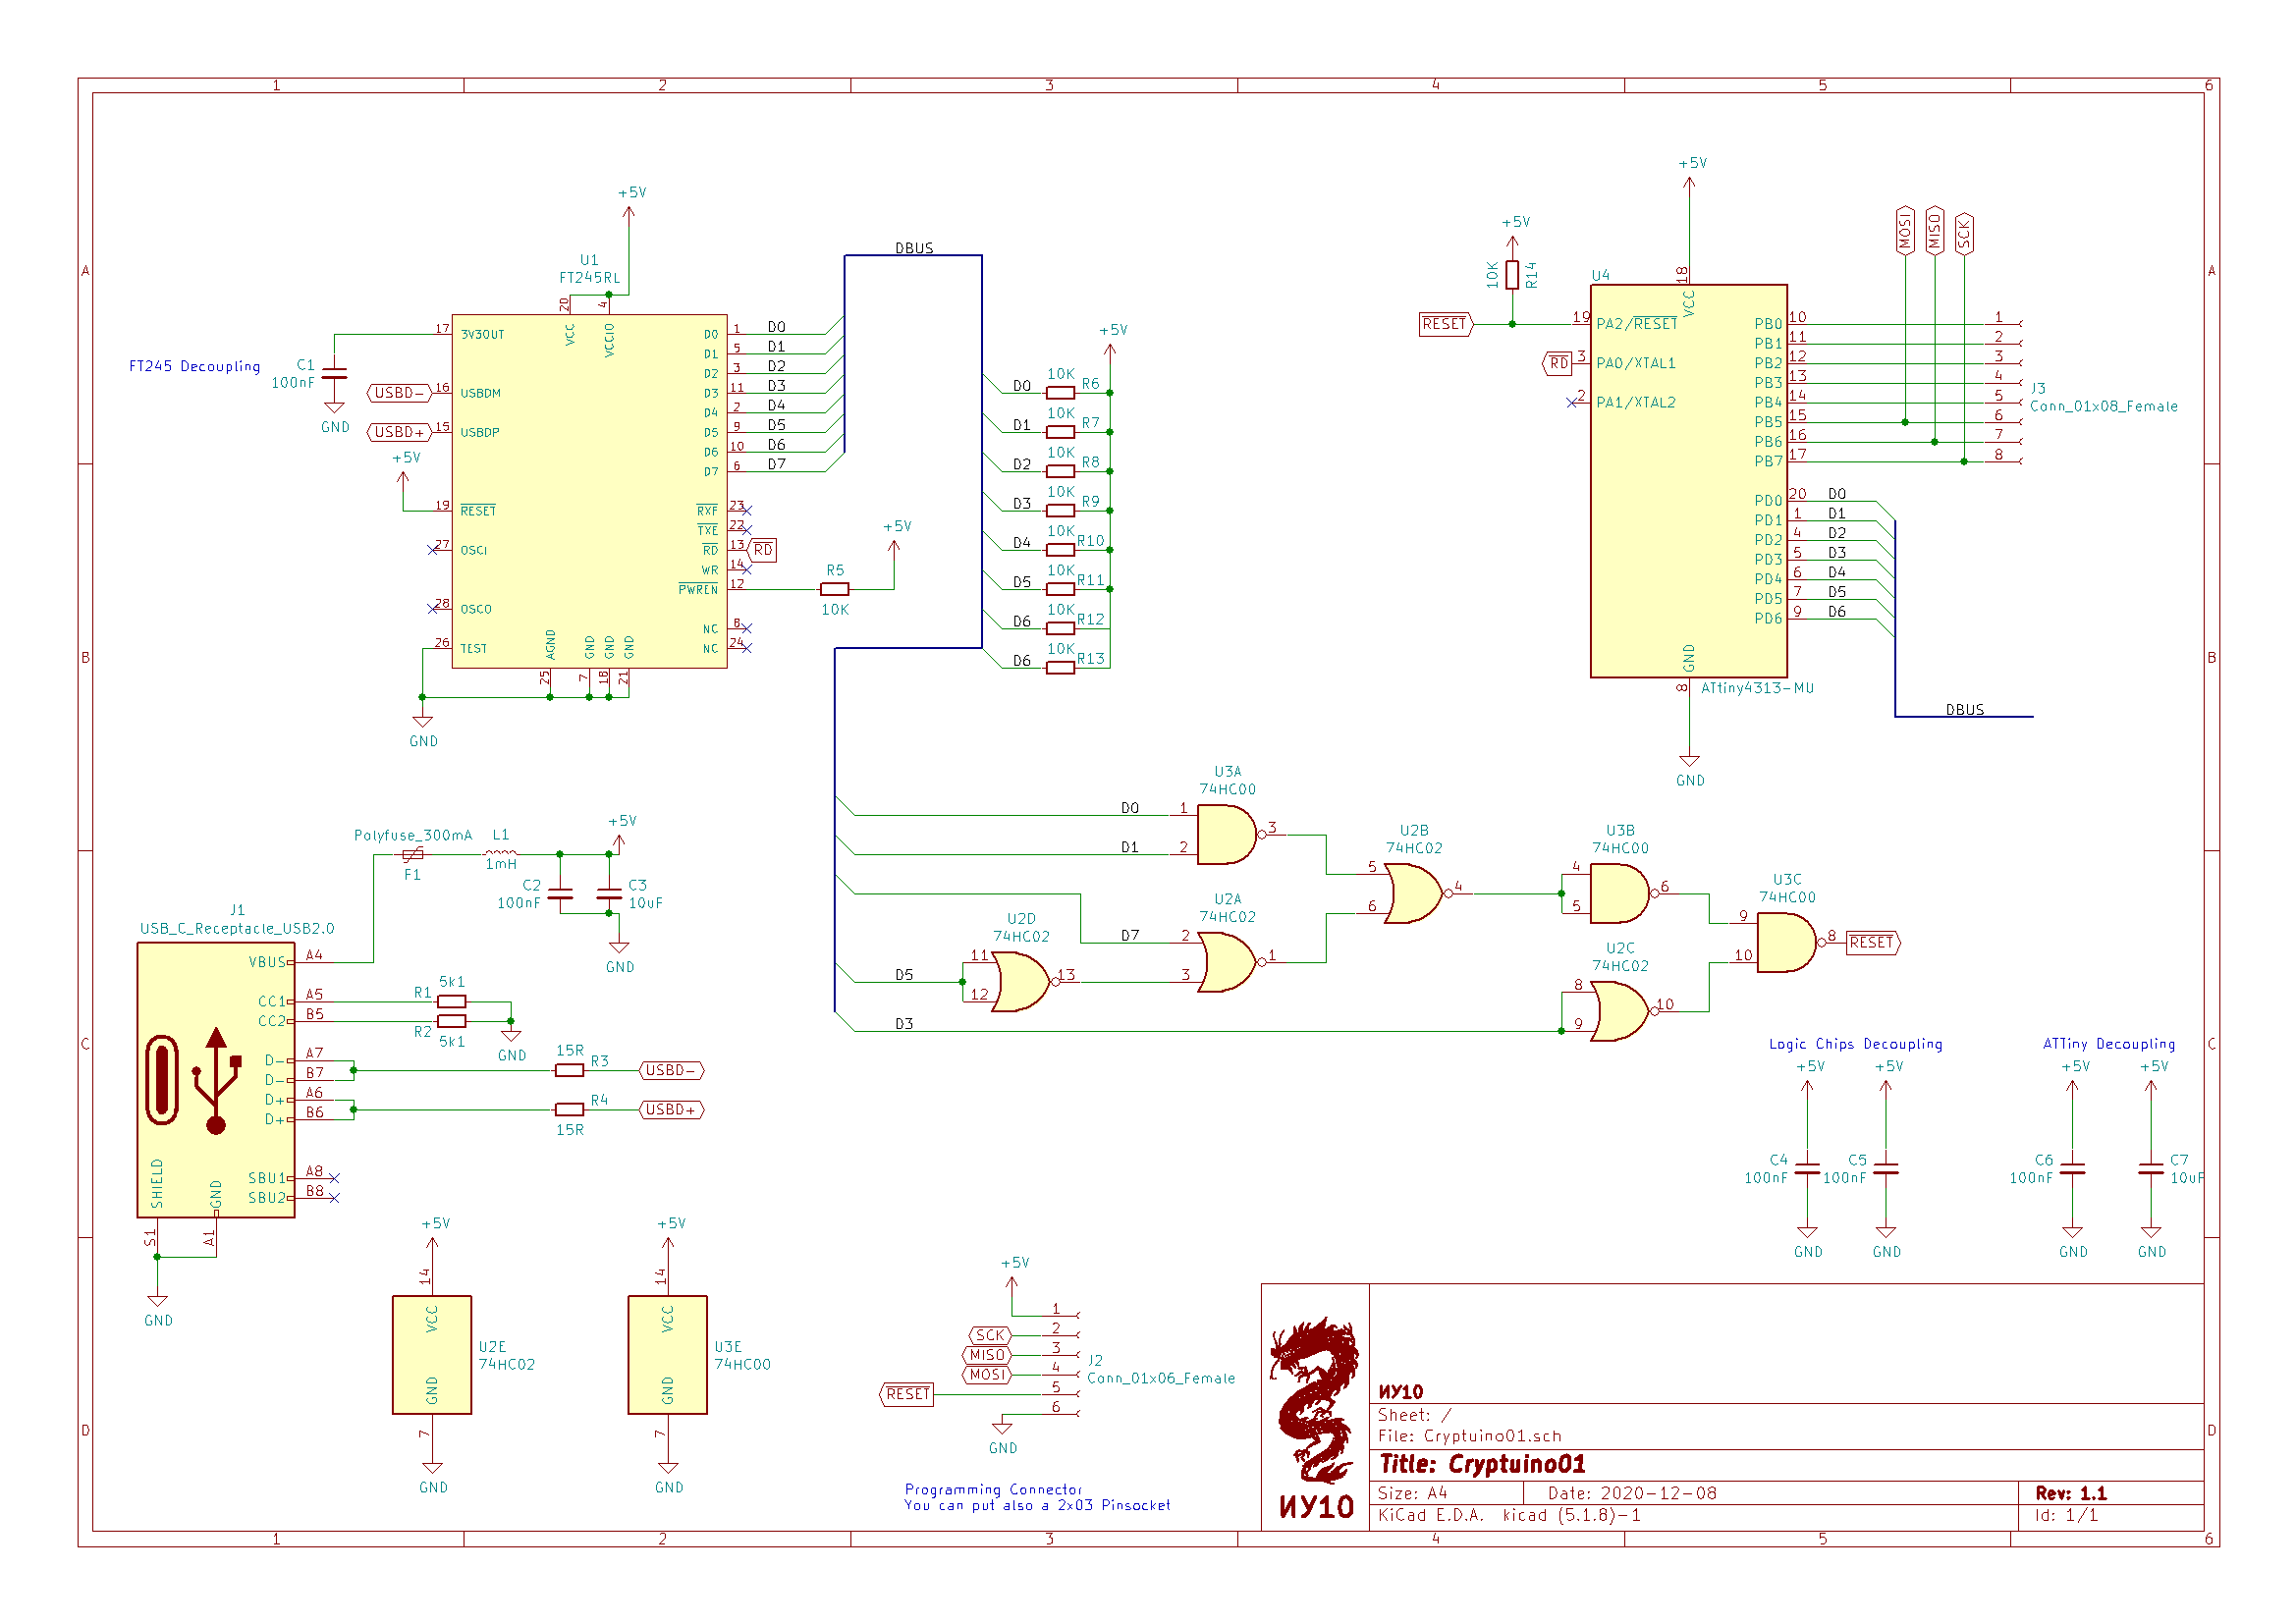 1 2 3 4 5 6
A
B
C
D
+5V
U1
FT245RL
20 VCC
4 VCCIO
17 3V3OUT
16 USBDM
15 USBDP
19 RESET
27 OSCI
28 OSCO
26 TEST
D0 1 D0
D1 5 D1
D2 3 D2
D3 11 D3
D4 2 D4
D5 9 D5
D6 10 D6
D7 6 D7
RXF 23
TXE 22
RD 13 RD
WR 14
PWREN 12
NC 8
NC 24
AGND GND GND GND
25 7 18 21
GND
FT245 Decoupling
C1
100nF
GND
USBD-
USBD+
+5V
R5
10K
+5V
DBUS
+5V
D0 10K R6
D1 10K R7
D2 10K R8
D3 10K R9
D4 10K R10
D5 10K R11
D6 10K R12
D6 10K R13
+5V
+5V
10K R14
RESET
RD
U4
18 VCC
19 PA2/RESET
3 PA0/XTAL1
2 PA1/XTAL2
PB0 10
PB1 11
PB2 12
PB3 13
PB4 14
PB5 15
PB6 16
PB7 17
PD0 20 D0
PD1 1 D1
PD2 4 D2
PD3 5 D3
PD4 6 D4
PD5 7 D5
PD6 9 D6
GND
8
ATtiny4313-MU
GND
MOSI MISO SCK
1
2
3
4
5
6
7
8
J3
Conn_01x08_Female
DBUS
Polyfuse_300mA
F1
L1
1mH
+5V
C2
100nF
C3
10uF
GND
J1
USB_C_Receptacle_USB2.0
VBUS A4
CC1 A5
CC2 B5
D- A7
D- B7
D+ A6
D+ B6
SBU1 A8
SBU2 B8
SHIELD GND
S1 A1
GND
R1 5k1
R2 5k1
GND
15R R3 USBD-
R4 USBD+
15R
U3A
74HC00
D0 1
D1 2
3
U2D
74HC02
D5 11
12
13
U2A
74HC02
D7 2
3
1
U2B
74HC02
5
6
4
U3B
74HC00
4
5
6
U2C
74HC02
D3
8
9
10
U3C
74HC00
9
10
8 RESET
Logic Chips Decoupling
+5V +5V
C4
100nF
C5
100nF
GND GND
ATTiny Decoupling
+5V +5V
C6
100nF
C7
10uF
GND GND
+5V
14
VCC
GND
7
U2E
74HC02
GND
+5V
14
VCC
GND
7
U3E
74HC00
GND
+5V
1
SCK 2
MISO 3
MOSI 4
RESET 5
6
GND
J2
Conn_01x06_Female
Programming Connector
You can put also a 2x03 Pinsocket
ИУ10
ИУ10
Sheet: /
File: Cryptuino01.sch
Title: Cryptuino01
Size: A4 Date: 2020-12-08 Rev: 1.1
KiCad E.D.A. kicad (5.1.8)-1 Id: 1/1
1 2 3 4 5 6
A
B
C
D